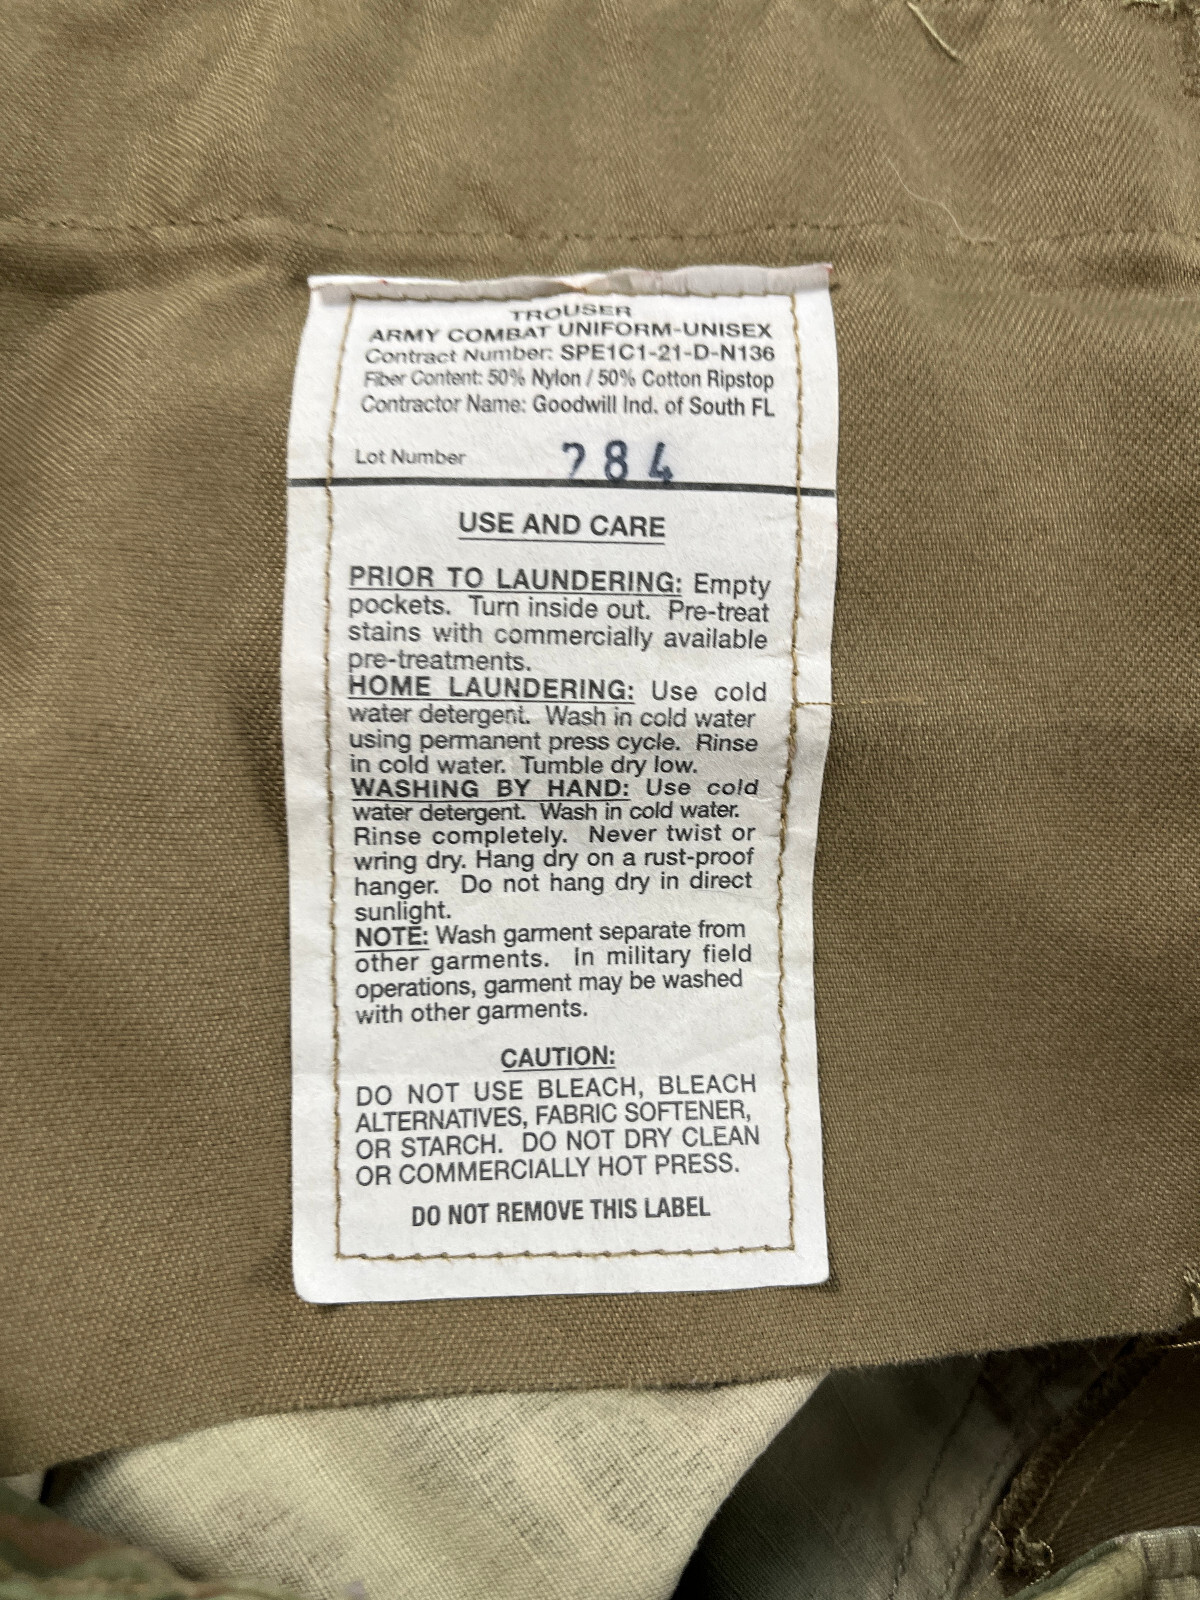 TROUSER
ARMY COMBAT UNIFORM-UNISEX
Contract Number: SPE1C1-21-D-N136
Fiber Content: 50% Nylon / 50% Cotton Ripstop
Contractor Name: Goodwill Ind. of South FL
Lot Number 784
USE AND CARE
PRIOR TO LAUNDERING: Empty
pockets. Turn inside out. Pre-treat
stains with commercially available
pre-treatments.
HOME LAUNDERING: Use cold
water detergent. Wash in cold water
using permanent press cycle. Rinse
in cold water. Tumble dry low.
WASHING BY HAND: Use cold
water detergent. Wash in cold water.
Rinse completely. Never twist or
wring dry. Hang dry on a rust-proof
hanger. Do not hang dry in direct
sunlight.
NOTE: Wash garment separate from
other garments. In military field
operations, garment may be washed
with other garments.
CAUTION:
DO NOT USE BLEACH, BLEACH
ALTERNATIVES, FABRIC SOFTENER,
OR STARCH. DO NOT DRY CLEAN
OR COMMERCIALLY HOT PRESS.
DO NOT REMOVE THIS LABEL